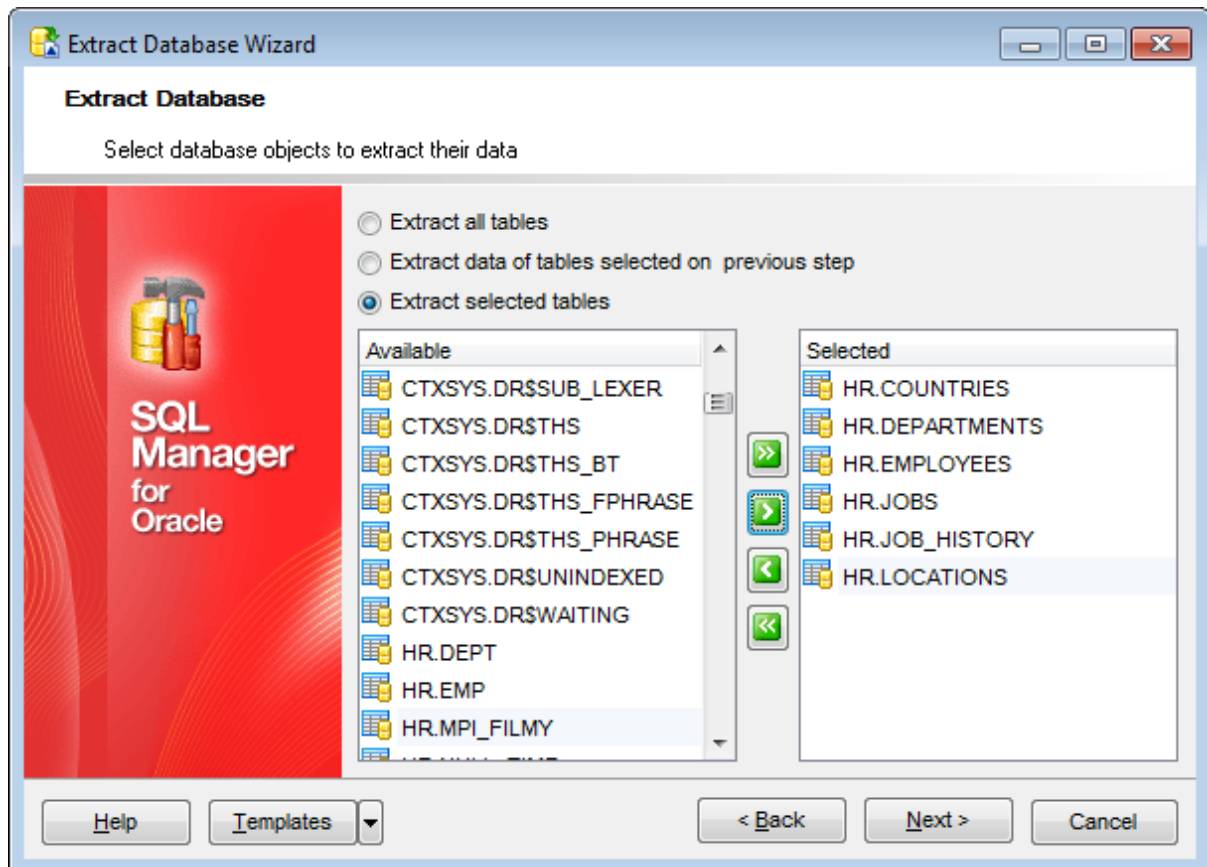 Extract Database Wizard
Extract Database
Select database objects to extract their data
SQL
Manager
for
Oracle
Extract all tables
Extract data of tables selected on previous step
Extract selected tables
Available
CTXSYS.DR$SUB_LEXER
CTXSYS.DR$THS
CTXSYS.DR$THS_BT
CTXSYS.DR$THS_FPHRASE
CTXSYS.DR$THS_PHRASE
CTXSYS.DR$UNINDEXED
CTXSYS.DR$WAITING
HR.DEPT
HR.EMP
HR.MPI_FILMY
Selected
HR.COUNTRIES
HR.DEPARTMENTS
HR.EMPLOYEES
HR.JOBS
HR.JOB_HISTORY
HR.LOCATIONS
Help
Templates
< Back
Next >
Cancel